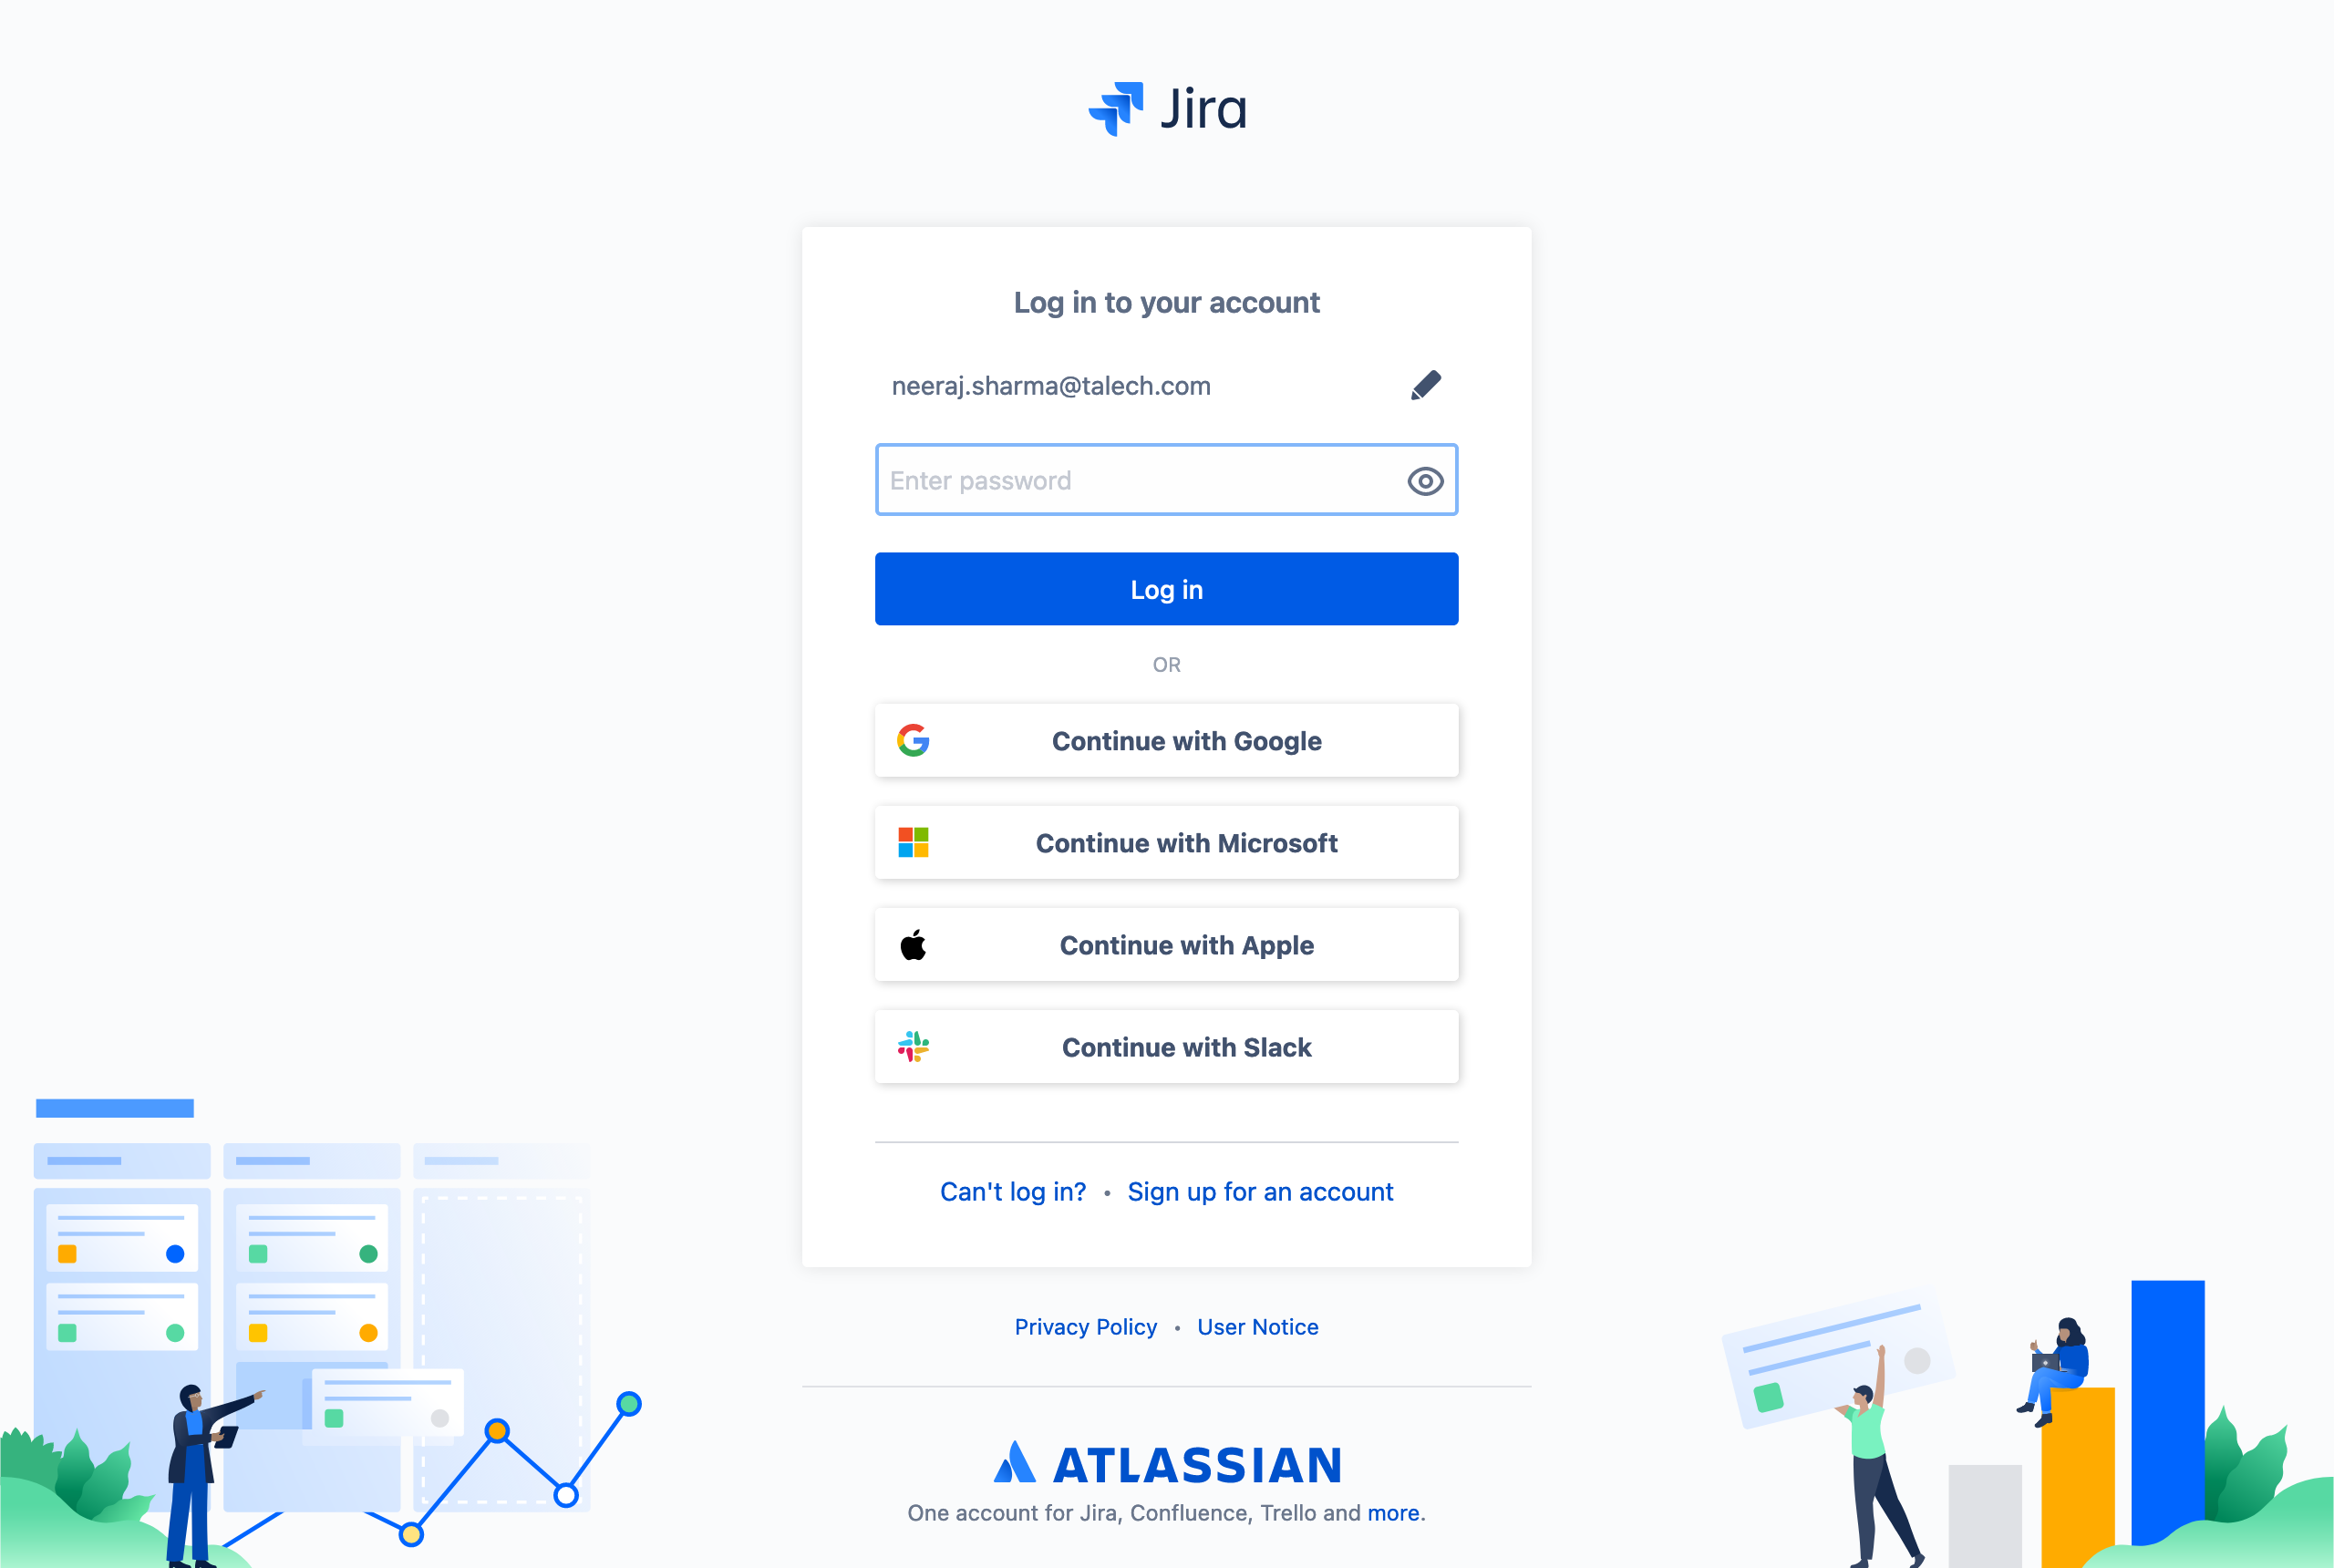 Jira
Log in to your account
neeraj.sharma@talech.com
Enter password
Log in
OR
Continue with Google
Continue with Microsoft
Continue with Apple
Continue with Slack
Can't log in? • Sign up for an account
Privacy Policy • User Notice
ATLASSIAN
One account for Jira, Confluence, Trello and more.